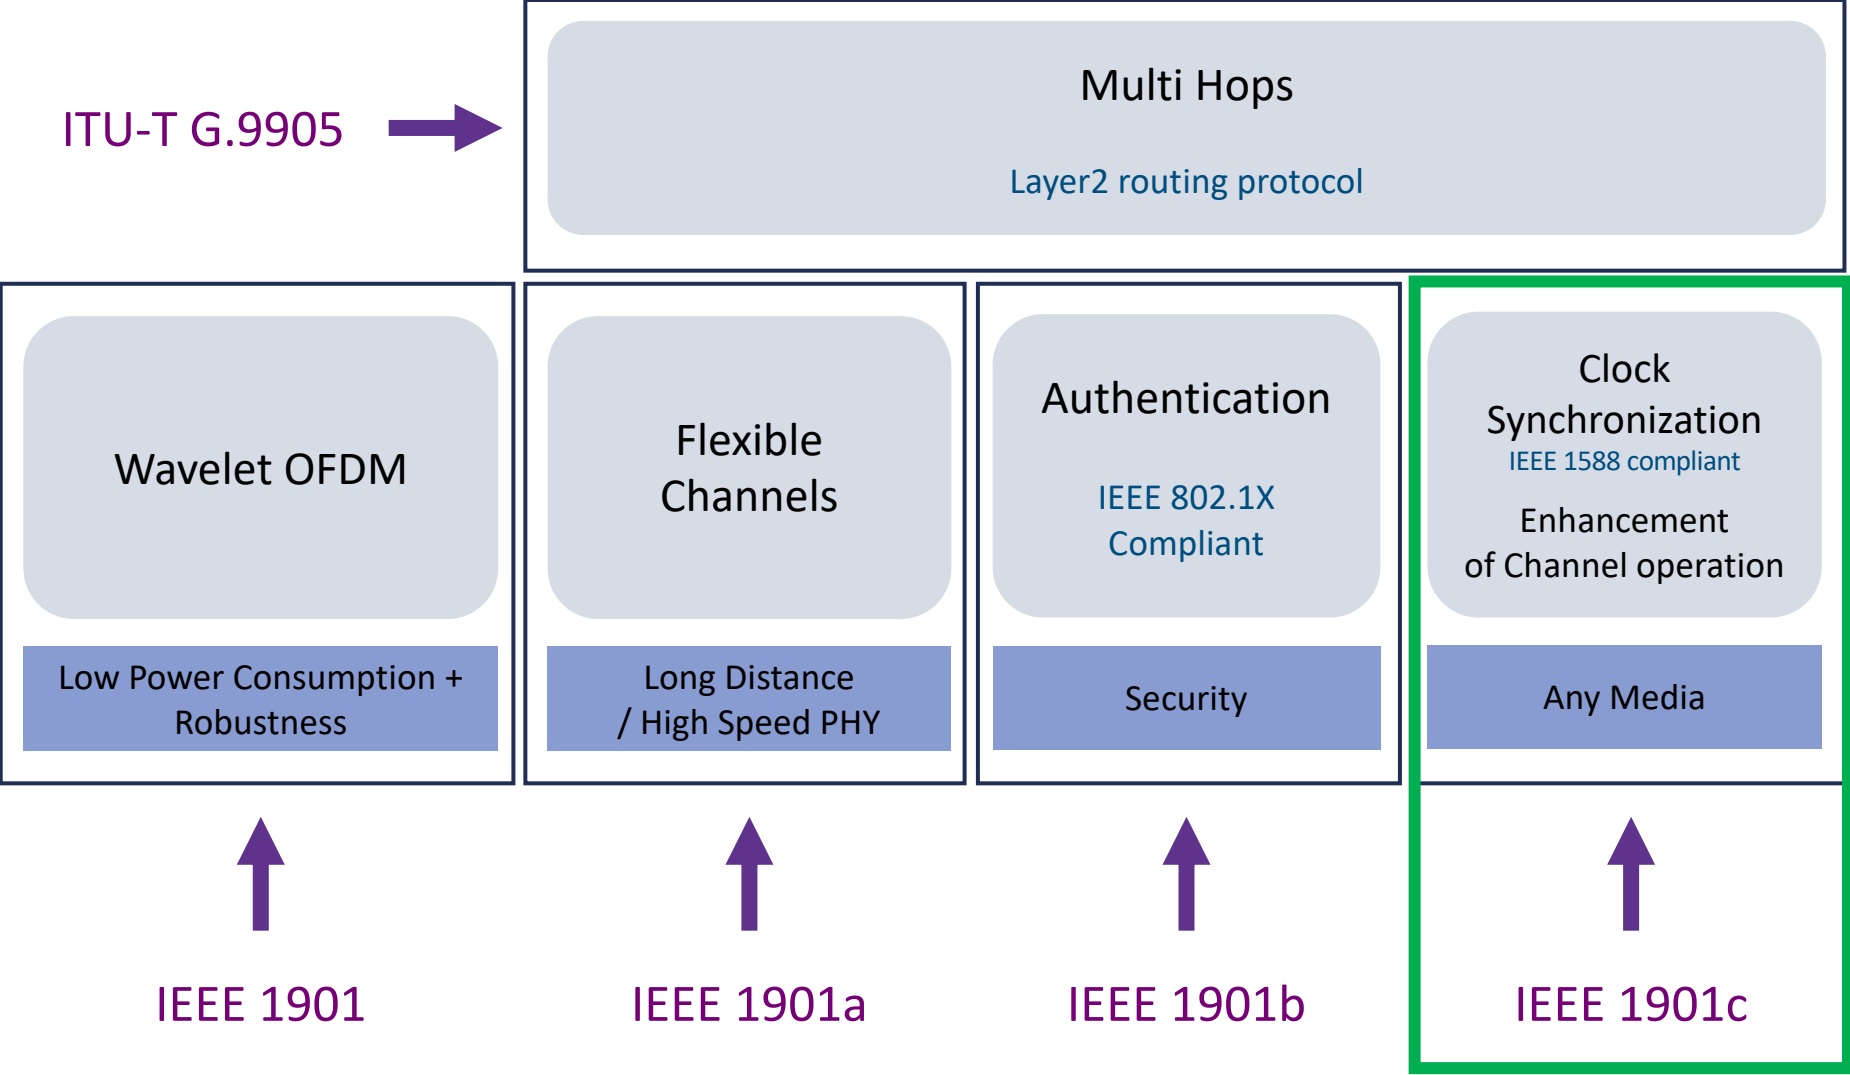 Multi Hops
ITU-T G.9905
Layer2 routing protocol
Wavelet OFDM
Low Power Consumption +
Robustness
Flexible
Channels
Long Distance
/ High Speed PHY
Authentication
IEEE 802.1X
Compliant
Security
Clock
Synchronization
IEEE 1588 compliant
Enhancement
of Channel operation
Any Media
IEEE 1901
IEEE 1901a
IEEE 1901b
IEEE 1901c